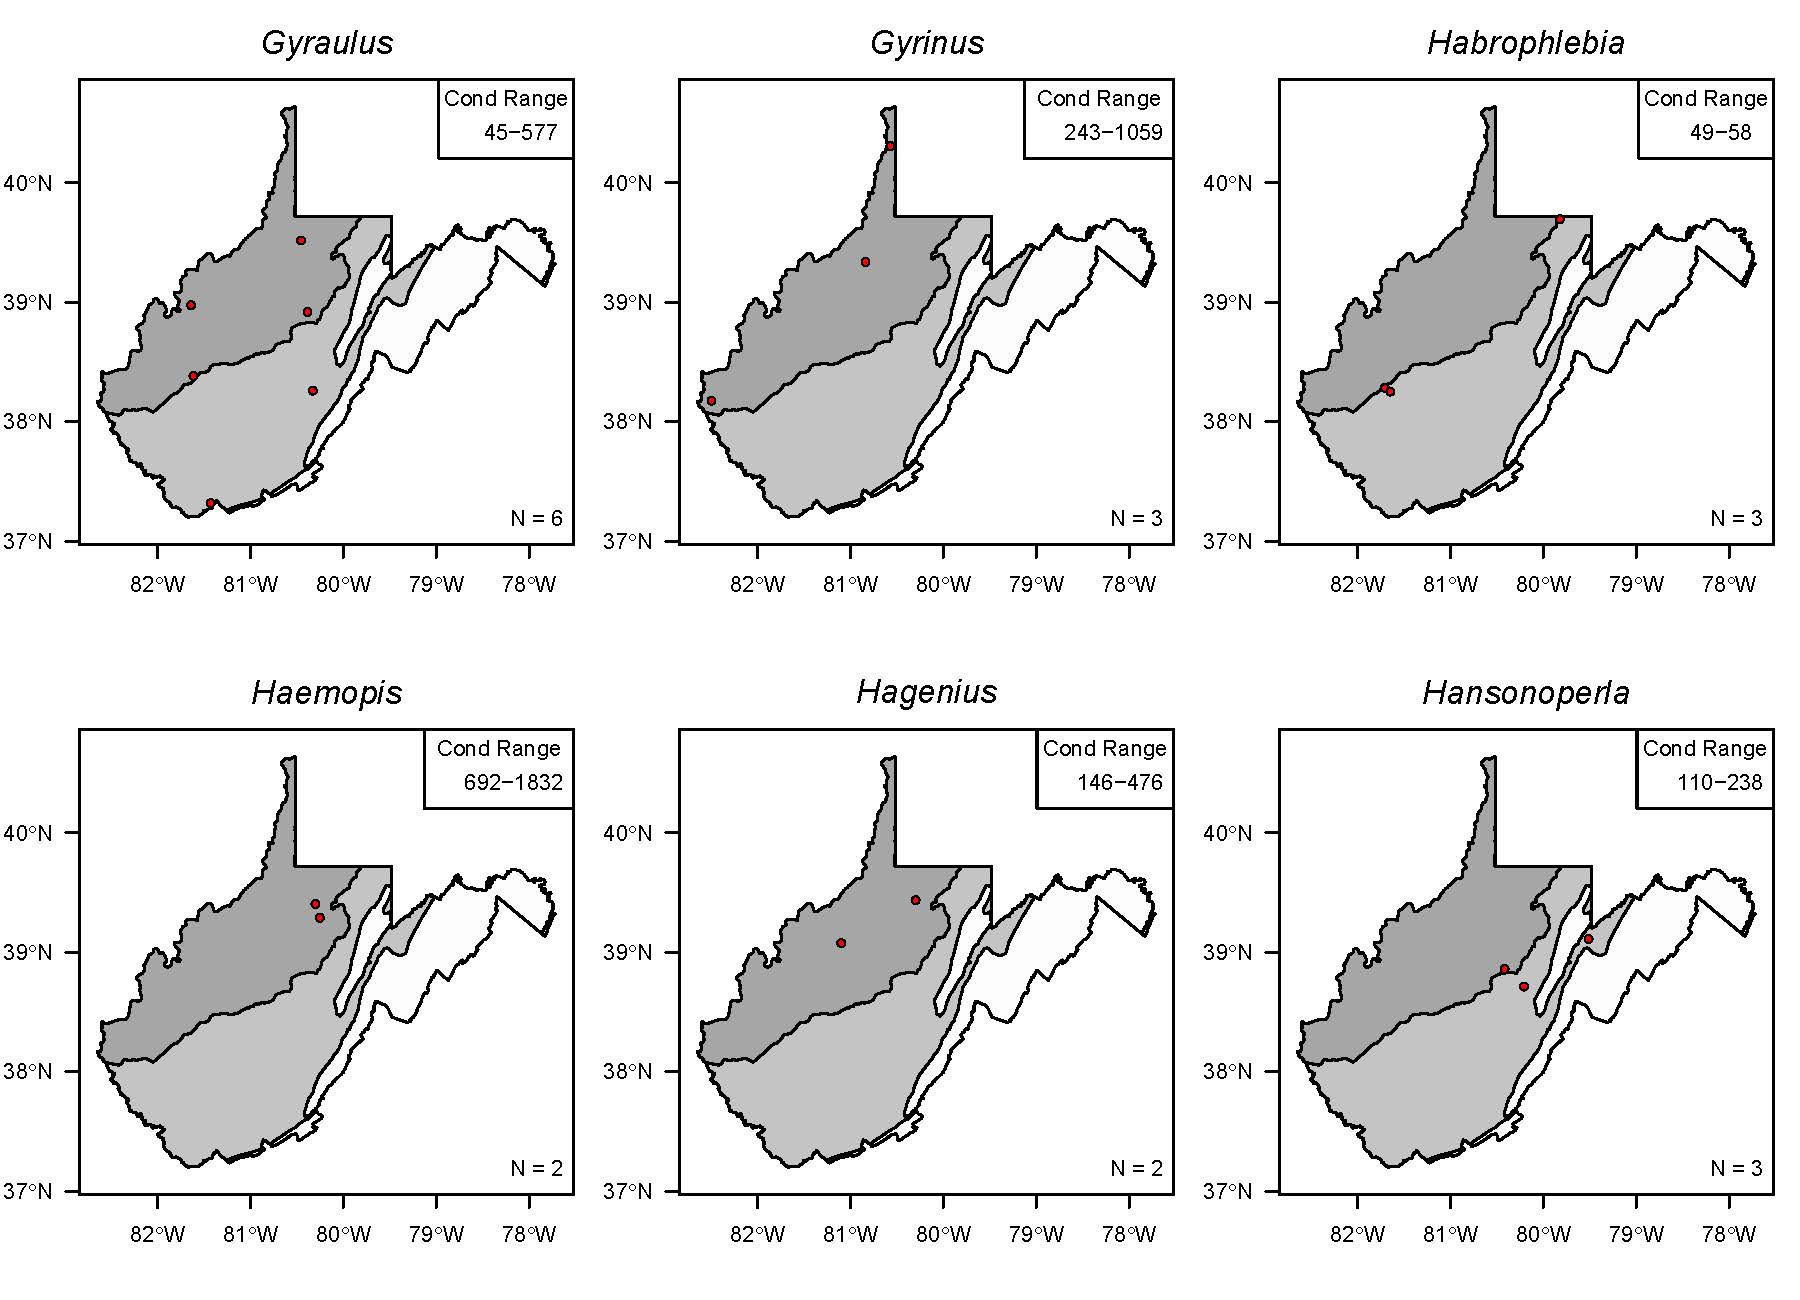 Gyraulus
Cond Range
45−577
40°N
39°N
38°N
37°N
N = 6
82°W 81°W 80°W 79°W 78°W
Gyrinus
Cond Range
243−1059
40°N
39°N
38°N
37°N
N = 3
82°W 81°W 80°W 79°W 78°W
Habrophlebia
Cond Range
49−58
40°N
39°N
38°N
37°N
N = 3
82°W 81°W 80°W 79°W 78°W
Haemopis
Cond Range
692−1832
40°N
39°N
38°N
37°N
N = 2
82°W 81°W 80°W 79°W 78°W
Hagenius
Cond Range
146−476
40°N
39°N
38°N
37°N
N = 2
82°W 81°W 80°W 79°W 78°W
Hansonoperla
Cond Range
110−238
40°N
39°N
38°N
37°N
N = 3
82°W 81°W 80°W 79°W 78°W